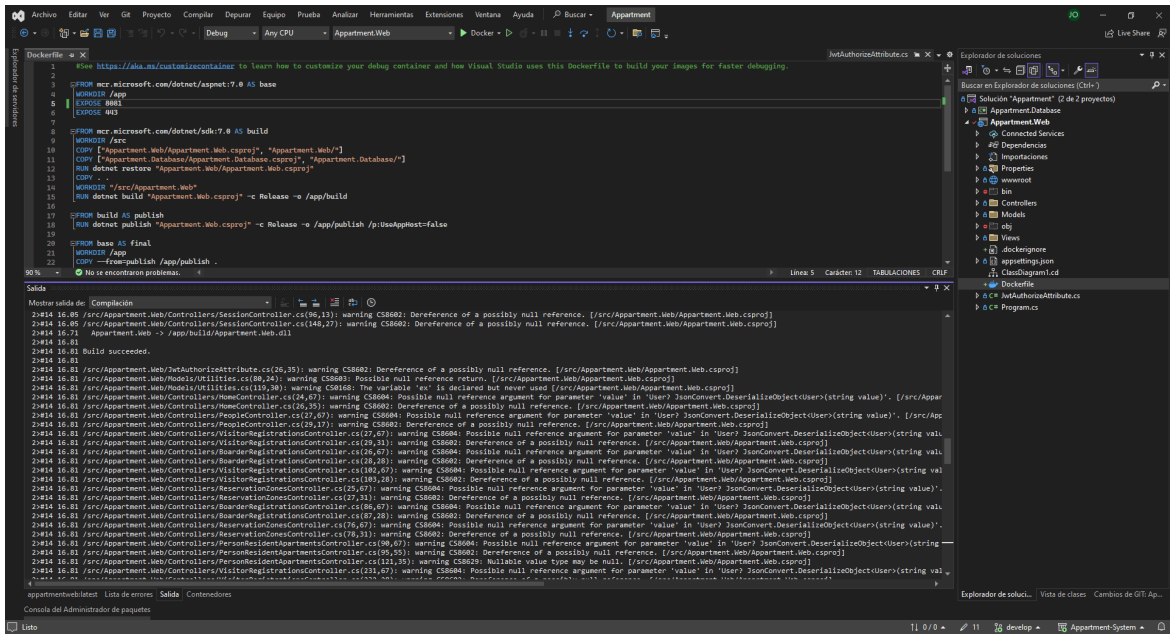 Archivo Editar Ver Git Proyecto Compilar Depurar Equipo Prueba Analizar Herramientas Extensiones Ventana Ayuda Buscar Appartment JO
Debug Any CPU Appartment.Web Docker Live Share
Explorador de servidores
Dockerfile JwtAuthorizeAttribute.cs
1 #See https://aka.ms/customizecontainer to learn how to customize your debug container and how Visual Studio uses this Dockerfile to build your images for faster debugging.
2
3 FROM mcr.microsoft.com/dotnet/aspnet:7.0 AS base
4 WORKDIR /app
5 EXPOSE 8081
6 EXPOSE 443
7
8 FROM mcr.microsoft.com/dotnet/sdk:7.0 AS build
9 WORKDIR /src
10 COPY ["Appartment.Web/Appartment.Web.csproj", "Appartment.Web/"]
11 COPY ["Appartment.Database/Appartment.Database.csproj", "Appartment.Database/"]
12 RUN dotnet restore "Appartment.Web/Appartment.Web.csproj"
13 COPY . .
14 WORKDIR "/src/Appartment.Web"
15 RUN dotnet build "Appartment.Web.csproj" -c Release -o /app/build
16
17 FROM build AS publish
18 RUN dotnet publish "Appartment.Web.csproj" -c Release -o /app/publish /p:UseAppHost=false
19
20 FROM base AS final
21 WORKDIR /app
22 COPY --from=publish /app/publish .
90 % No se encontraron problemas. Línea: 5 Carácter: 12 TABULACIONES CRLF
Salida
Mostrar salida de: Compilación
2>#14 16.05 /src/Appartment.Web/Controllers/SessionController.cs(96,13): warning CS8602: Dereference of a possibly null reference. [/src/Appartment.Web/Appartment.Web.csproj]
2>#14 16.05 /src/Appartment.Web/Controllers/SessionController.cs(148,27): warning CS8602: Dereference of a possibly null reference. [/src/Appartment.Web/Appartment.Web.csproj]
2>#14 16.71 Appartment.Web -> /app/build/Appartment.Web.dll
2>#14 16.81
2>#14 16.81 Build succeeded.
2>#14 16.81
2>#14 16.81 /src/Appartment.Web/JwtAuthorizeAttribute.cs(26,35): warning CS8602: Dereference of a possibly null reference. [/src/Appartment.Web/Appartment.Web.csproj]
2>#14 16.81 /src/Appartment.Web/Models/Utilities.cs(80,24): warning CS8603: Possible null reference return. [/src/Appartment.Web/Appartment.Web.csproj]
2>#14 16.81 /src/Appartment.Web/Models/Utilities.cs(119,30): warning CS0168: The variable 'ex' is declared but never used [/src/Appartment.Web/Appartment.Web.csproj]
2>#14 16.81 /src/Appartment.Web/Controllers/HomeController.cs(24,67): warning CS8604: Possible null reference argument for parameter 'value' in 'User? JsonConvert.DeserializeObject<User>(string value)'. [/src/Appar
2>#14 16.81 /src/Appartment.Web/Controllers/HomeController.cs(26,35): warning CS8602: Dereference of a possibly null reference. [/src/Appartment.Web/Appartment.Web.csproj]
2>#14 16.81 /src/Appartment.Web/Controllers/PeopleController.cs(27,67): warning CS8604: Possible null reference argument for parameter 'value' in 'User? JsonConvert.DeserializeObject<User>(string value)'. [/src/App
2>#14 16.81 /src/Appartment.Web/Controllers/PeopleController.cs(29,17): warning CS8602: Dereference of a possibly null reference. [/src/Appartment.Web/Appartment.Web.csproj]
2>#14 16.81 /src/Appartment.Web/Controllers/VisitorRegistrationsController.cs(27,67): warning CS8604: Possible null reference argument for parameter 'value' in 'User? JsonConvert.DeserializeObject<User>(string valu
2>#14 16.81 /src/Appartment.Web/Controllers/VisitorRegistrationsController.cs(29,31): warning CS8602: Dereference of a possibly null reference. [/src/Appartment.Web/Appartment.Web.csproj]
2>#14 16.81 /src/Appartment.Web/Controllers/BoarderRegistrationsController.cs(26,67): warning CS8604: Possible null reference argument for parameter 'value' in 'User? JsonConvert.DeserializeObject<User>(string valu
2>#14 16.81 /src/Appartment.Web/Controllers/BoarderRegistrationsController.cs(28,28): warning CS8602: Dereference of a possibly null reference. [/src/Appartment.Web/Appartment.Web.csproj]
2>#14 16.81 /src/Appartment.Web/Controllers/VisitorRegistrationsController.cs(102,67): warning CS8604: Possible null reference argument for parameter 'value' in 'User? JsonConvert.DeserializeObject<User>(string val
2>#14 16.81 /src/Appartment.Web/Controllers/VisitorRegistrationsController.cs(103,28): warning CS8602: Dereference of a possibly null reference. [/src/Appartment.Web/Appartment.Web.csproj]
2>#14 16.81 /src/Appartment.Web/Controllers/ReservationZonesController.cs(25,67): warning CS8604: Possible null reference argument for parameter 'value' in 'User? JsonConvert.DeserializeObject<User>(string value)'.
2>#14 16.81 /src/Appartment.Web/Controllers/ReservationZonesController.cs(27,31): warning CS8602: Dereference of a possibly null reference. [/src/Appartment.Web/Appartment.Web.csproj]
2>#14 16.81 /src/Appartment.Web/Controllers/BoarderRegistrationsController.cs(86,67): warning CS8604: Possible null reference argument for parameter 'value' in 'User? JsonConvert.DeserializeObject<User>(string valu
2>#14 16.81 /src/Appartment.Web/Controllers/BoarderRegistrationsController.cs(87,28): warning CS8602: Dereference of a possibly null reference. [/src/Appartment.Web/Appartment.Web.csproj]
2>#14 16.81 /src/Appartment.Web/Controllers/ReservationZonesController.cs(76,67): warning CS8604: Possible null reference argument for parameter 'value' in 'User? JsonConvert.DeserializeObject<User>(string value)'.
2>#14 16.81 /src/Appartment.Web/Controllers/ReservationZonesController.cs(78,31): warning CS8602: Dereference of a possibly null reference. [/src/Appartment.Web/Appartment.Web.csproj]
2>#14 16.81 /src/Appartment.Web/Controllers/PersonResidentApartmentsController.cs(90,67): warning CS8604: Possible null reference argument for parameter 'value' in 'User? JsonConvert.DeserializeObject<User>(string
2>#14 16.81 /src/Appartment.Web/Controllers/PersonResidentApartmentsController.cs(95,55): warning CS8602: Dereference of a possibly null reference. [/src/Appartment.Web/Appartment.Web.csproj]
2>#14 16.81 /src/Appartment.Web/Controllers/PersonResidentApartmentsController.cs(121,35): warning CS8629: Nullable value type may be null. [/src/Appartment.Web/Appartment.Web.csproj]
2>#14 16.81 /src/Appartment.Web/Controllers/VisitorRegistrationsController.cs(231,67): warning CS8604: Possible null reference argument for parameter 'value' in 'User? JsonConvert.DeserializeObject<User>(string val
appartmentweb:latest Lista de errores Salida Contenedores
Consola del Administrador de paquetes
Explorador de soluciones
Buscar en Explorador de soluciones (Ctrl+')
Solución "Appartment" (2 de 2 proyectos)
Appartment.Database
Appartment.Web
Connected Services
Dependencias
Importaciones
Properties
wwwroot
bin
Controllers
Models
obj
Views
.dockerignore
appsettings.json
ClassDiagram1.cd
Dockerfile
C# JwtAuthorizeAttribute.cs
C# Program.cs
Explorador de soluci... Vista de clases Cambios de GIT: Ap...
Listo 0 / 0 11 develop Appartment-System